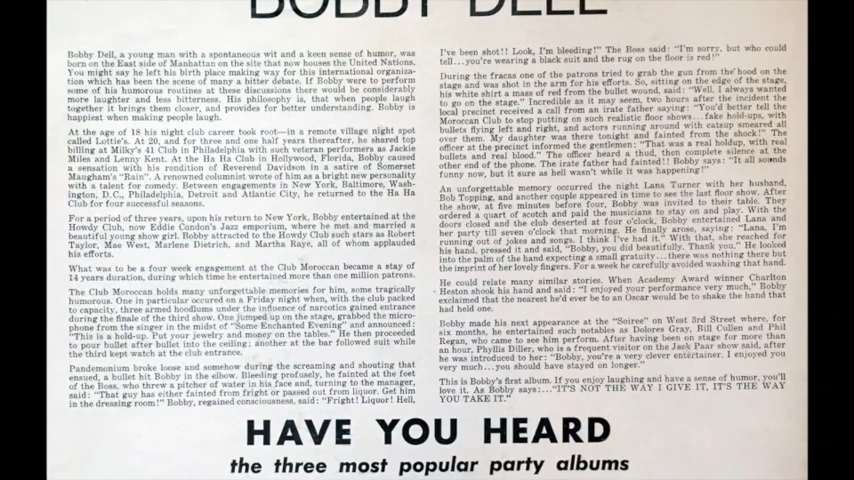 BOBBY DELL
Bobby Dell, a young man with a spontaneous wit and a keen sense of humor, was
born on the East side of Manhattan on the site that now houses the United Nations.
You might say he left his birth place making way for this international organiza-
tion which has been the scene of many a bitter debate. If Bobby were to perform
some of his humorous routines at these discussions there would be considerably
more laughter and less bitterness. His philosophy is, that when people laugh
together it brings them closer, and provides for better understanding. Bobby is
happiest when making people laugh.
At the age of 18 his night club career took root—in a remote village night spot
called Lottie's. At 20, and for three and one half years thereafter, he shared top
billing at Milky's 41 Club in Philadelphia with such veteran performers as Jackie
Miles and Lenny Kent. At the Ha Ha Club in Hollywood, Florida, Bobby caused
a sensation with his rendition of Reverend Davidson in a satire of Somerset
Maugham's "Rain". A renowned columnist wrote of him as a bright new personality
with a talent for comedy. Between engagements in New York, Baltimore, Wash-
ington, D.C., Philadelphia, Detroit and Atlantic City, he returned to the Ha Ha
Club for four successful seasons.
For a period of three years, upon his return to New York, Bobby entertained at the
Howdy Club, now Eddie Condon's Jazz emporium, where he met and married a
beautiful young show girl. Bobby attracted to the Howdy Club such stars as Robert
Taylor, Mae West, Marlene Dietrich, and Martha Raye, all of whom applauded
his efforts.
What was to be a four week engagement at the Club Moroccan became a stay of
14 years duration, during which time he entertained more than one million patrons.
The Club Moroccan holds many unforgettable memories for him, some tragically
humorous. One in particular occured on a Friday night when, with the club packed
to capacity, three armed hoodlums under the influence of narcotics gained entrance
during the finale of the third show. One jumped up on the stage, grabbed the micro-
phone from the singer in the midst of "Some Enchanted Evening" and announced:
"This is a hold-up. Put your jewelry and money on the tables." He then proceeded
to pour bullet after bullet into the ceiling; another at the bar followed suit while
the third kept watch at the club entrance.
Pandemonium broke loose and somehow during the screaming and shouting that
ensued, a bullet hit Bobby in the elbow. Bleeding profusely, he fainted at the feet
of the Boss, who threw a pitcher of water in his face and, turning to the manager,
said: "That guy has either fainted from fright or passed out from liquor. Get him
in the dressing room!" Bobby, regained consciousness, said: "Fright! Liquor! Hell,
I've been shot!! Look, I'm bleeding!" The Boss said: "I'm sorry, but who could
tell...you're wearing a black suit and the rug on the floor is red!"
During the fracas one of the patrons tried to grab the gun from the hood on the
stage and was shot in the arm for his efforts. So, sitting on the edge of the stage,
his white shirt a mass of red from the bullet wound, said: "Well, I always wanted
to go on the stage." Incredible as it may seem, two hours after the incident the
local precinct received a call from an irate father saying: "You'd better tell the
Moroccan Club to stop putting on such realistic floor shows...fake hold-ups, with
bullets flying left and right, and actors running around with catsup smeared all
over them. My daughter was there tonight and fainted from the shock!" The
officer at the precinct informed the gentlemen: "That was a real holdup, with real
bullets and real blood." The officer heard a thud, then complete silence at the
other end of the phone. The irate father had fainted!! Bobby says: "It all sounds
funny now, but it sure as hell wasn't while it was happening!"
An unforgettable memory occurred the night Lana Turner with her husband,
Bob Topping, and another couple appeared in time to see the last floor show. After
the show, at five minutes before four, Bobby was invited to their table. They
ordered a quart of scotch and paid the musicians to stay on and play. With the
doors closed and the club deserted at four o'clock, Bobby entertained Lana and
her party till seven o'clock that morning. He finally arose, saying: "Lana, I'm
running out of jokes and songs. I think I've had it." With that, she reached for
his hand, pressed it and said, "Bobby, you did beautifully. Thank you." He looked
into the palm of his hand expecting a small gratuity...there was nothing there but
the imprint of her lovely fingers. For a week he carefully avoided washing that hand.
He could relate many similar stories. When Academy Award winner Charlton
Heston shook his hand and said: "I enjoyed your performance very much," Bobby
exclaimed that the nearest he'd ever be to an Oscar would be to shake the hand that
had held one.
Bobby made his next appearance at the "Soiree" on West 3rd Street where, for
six months, he entertained such notables as Dolores Gray, Bill Cullen and Phil
Regan, who came to see him perform. After having been on stage for more than
an hour, Phyllis Diller, who is a frequent visitor on the Jack Paar show said, after
he was introduced to her: "Bobby, you're a very clever entertainer. I enjoyed you
very much...you should have stayed on longer."
This is Bobby's first album. If you enjoy laughing and have a sense of humor, you'll
love it. As Bobby says:..."IT'S NOT THE WAY I GIVE IT, IT'S THE WAY
YOU TAKE IT."
HAVE YOU HEARD
the three most popular party albums